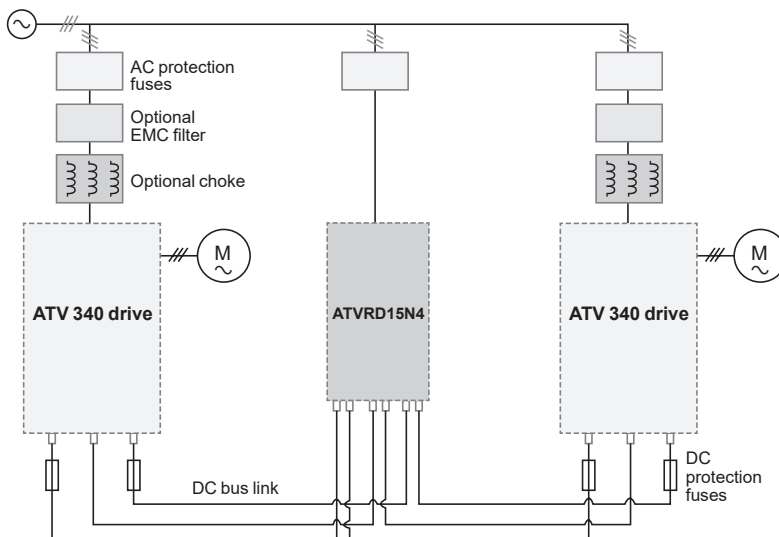 AC protection
fuses
Optional
EMC filter
Optional choke
M
M
ATV 340 drive
ATVRD15N4
ATV 340 drive
DC bus link
DC
protection
fuses